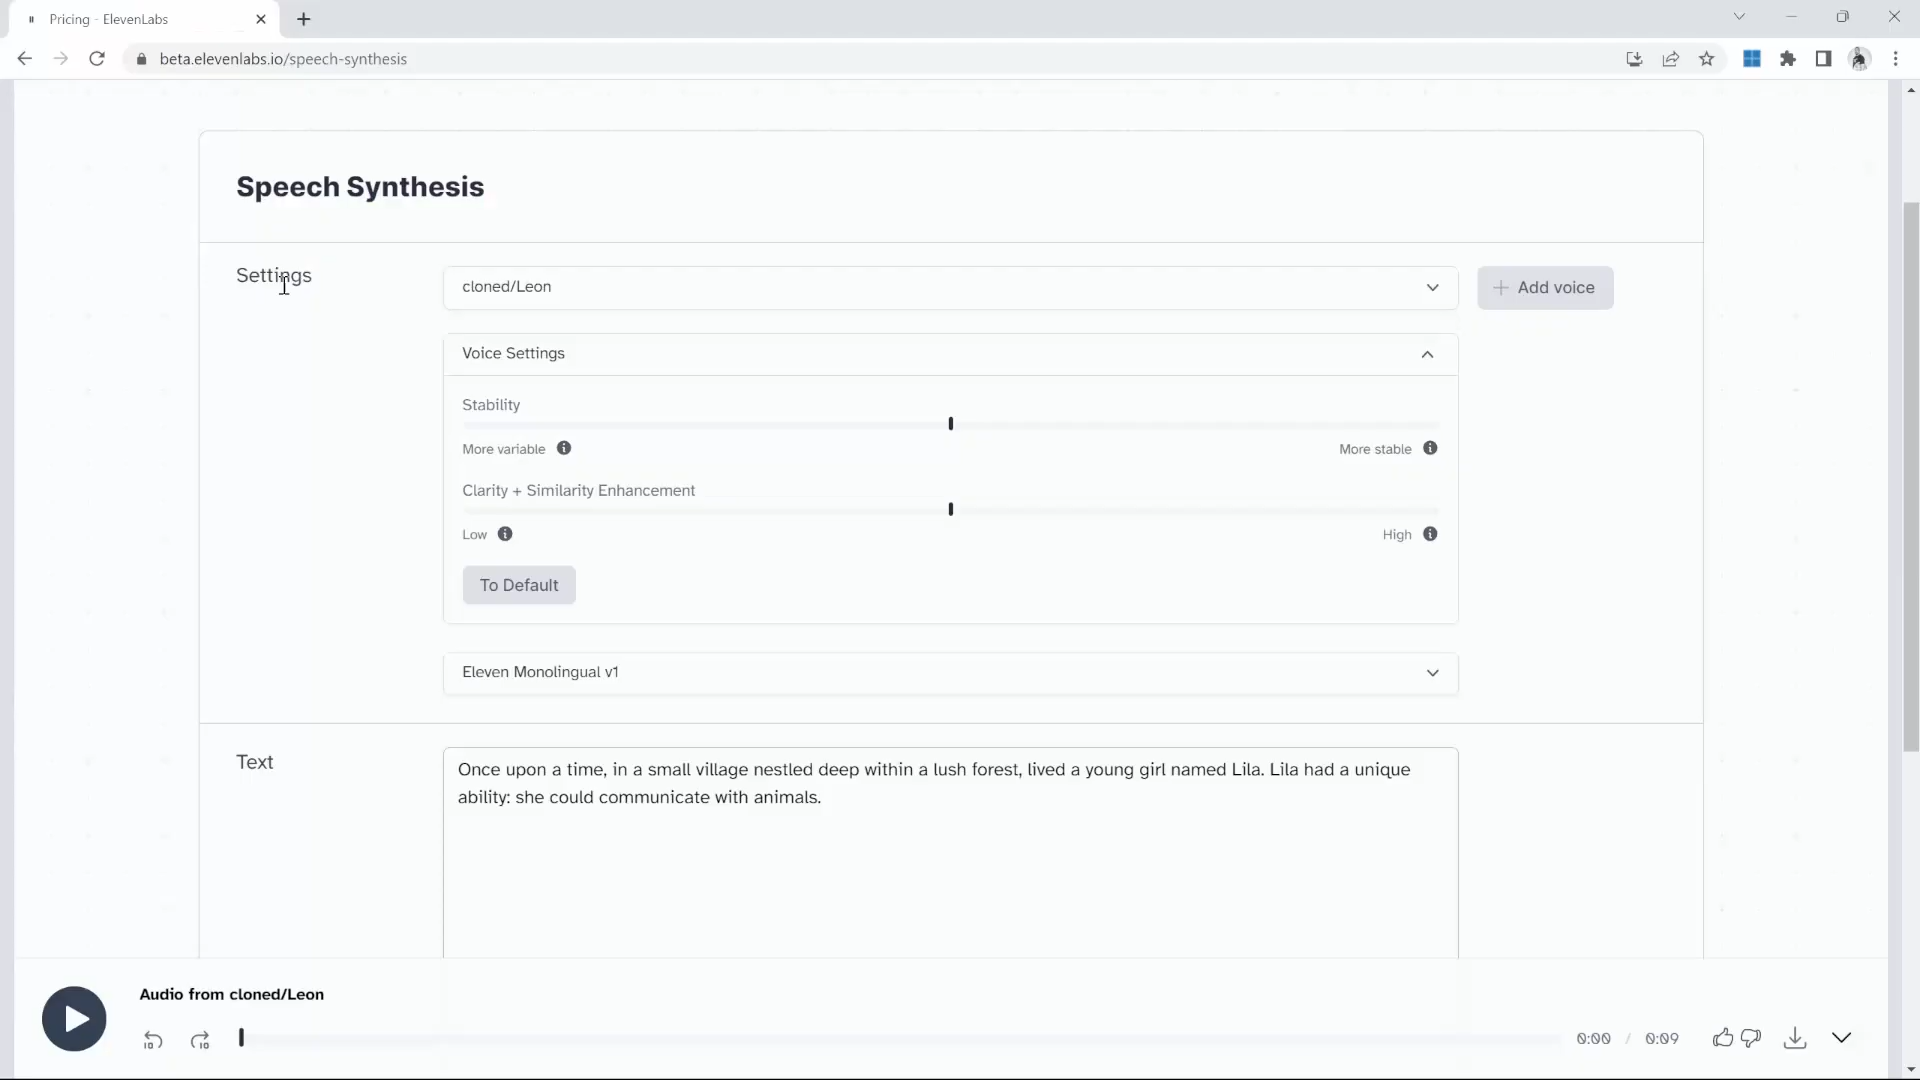 Pricing - ElevenLabs
beta.elevenlabs.io/speech-synthesis
Speech Synthesis
Settings
cloned/Leon
Add voice
Voice Settings
Stability
More variable
More stable
Clarity + Similarity Enhancement
Low
High
To Default
Eleven Monolingual v1
Text
Once upon a time, in a small village nestled deep within a lush forest, lived a young girl named Lila. Lila had a unique
ability: she could communicate with animals.
Audio from cloned/Leon
10
10
0:00 / 0:09